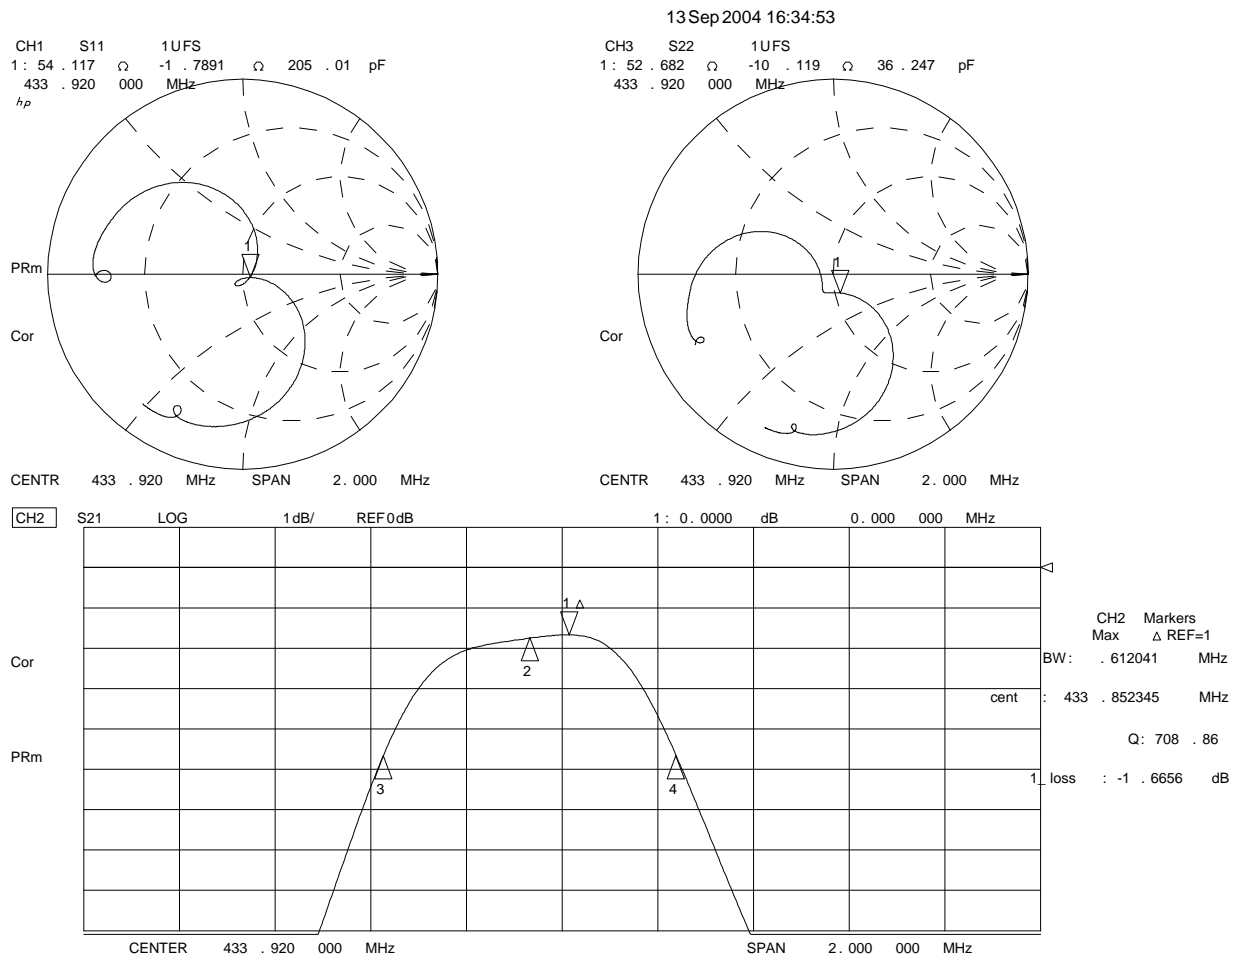 13 Sep 2004 16:34:53
CH1 S11 1 U FS
1 : 54 . 117 Ω -1 . 7891 Ω 205 . 01 pF
433 . 920 000 MHz
hp
1
PRm
Cor
CENTR 433 . 920 MHz SPAN 2 . 000 MHz
CH3 S22 1 U FS
1 : 52 . 682 Ω -10 . 119 Ω 36 . 247 pF
433 . 920 000 MHz
1
Cor
CENTR 433 . 920 MHz SPAN 2 . 000 MHz
CH2 S21 LOG 1 dB/ REF 0 dB 1 : 0 . 0000 dB 0 . 000 000 MHz
1
2
3
4
Cor
PRm
CH2 Markers
Max Δ REF=1
BW : . 612041 MHz
cent : 433 . 852345 MHz
Q: 708 . 86
1_ loss : -1 . 6656 dB
CENTER 433 . 920 000 MHz SPAN 2 . 000 000 MHz